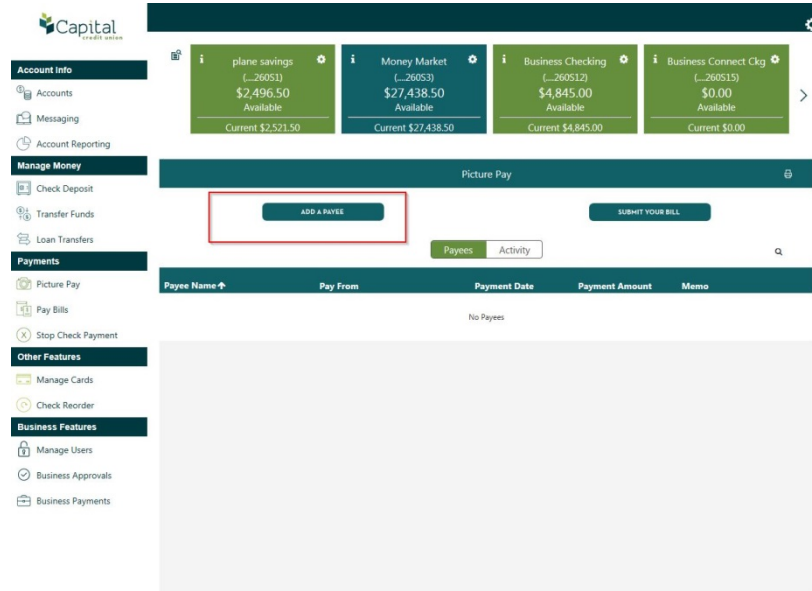 Capital
credit union
Account Info
Accounts
Messaging
Account Reporting
Manage Money
Check Deposit
Transfer Funds
Loan Transfers
Payments
Picture Pay
Pay Bills
Stop Check Payment
Other Features
Manage Cards
Check Reorder
Business Features
Manage Users
Business Approvals
Business Payments
plane savings
(...260S1)
$2,496.50
Available
Current $2,521.50
Money Market
(...260S3)
$27,438.50
Available
Current $27,438.50
Business Checking
(...260S12)
$4,845.00
Available
Current $4,845.00
Business Connect Ckg
(...260S15)
$0.00
Available
Current $0.00
Picture Pay
ADD A PAYEE
SUBMIT YOUR BILL
Payees Activity
Payee Name Pay From Payment Date Payment Amount Memo
No Payees